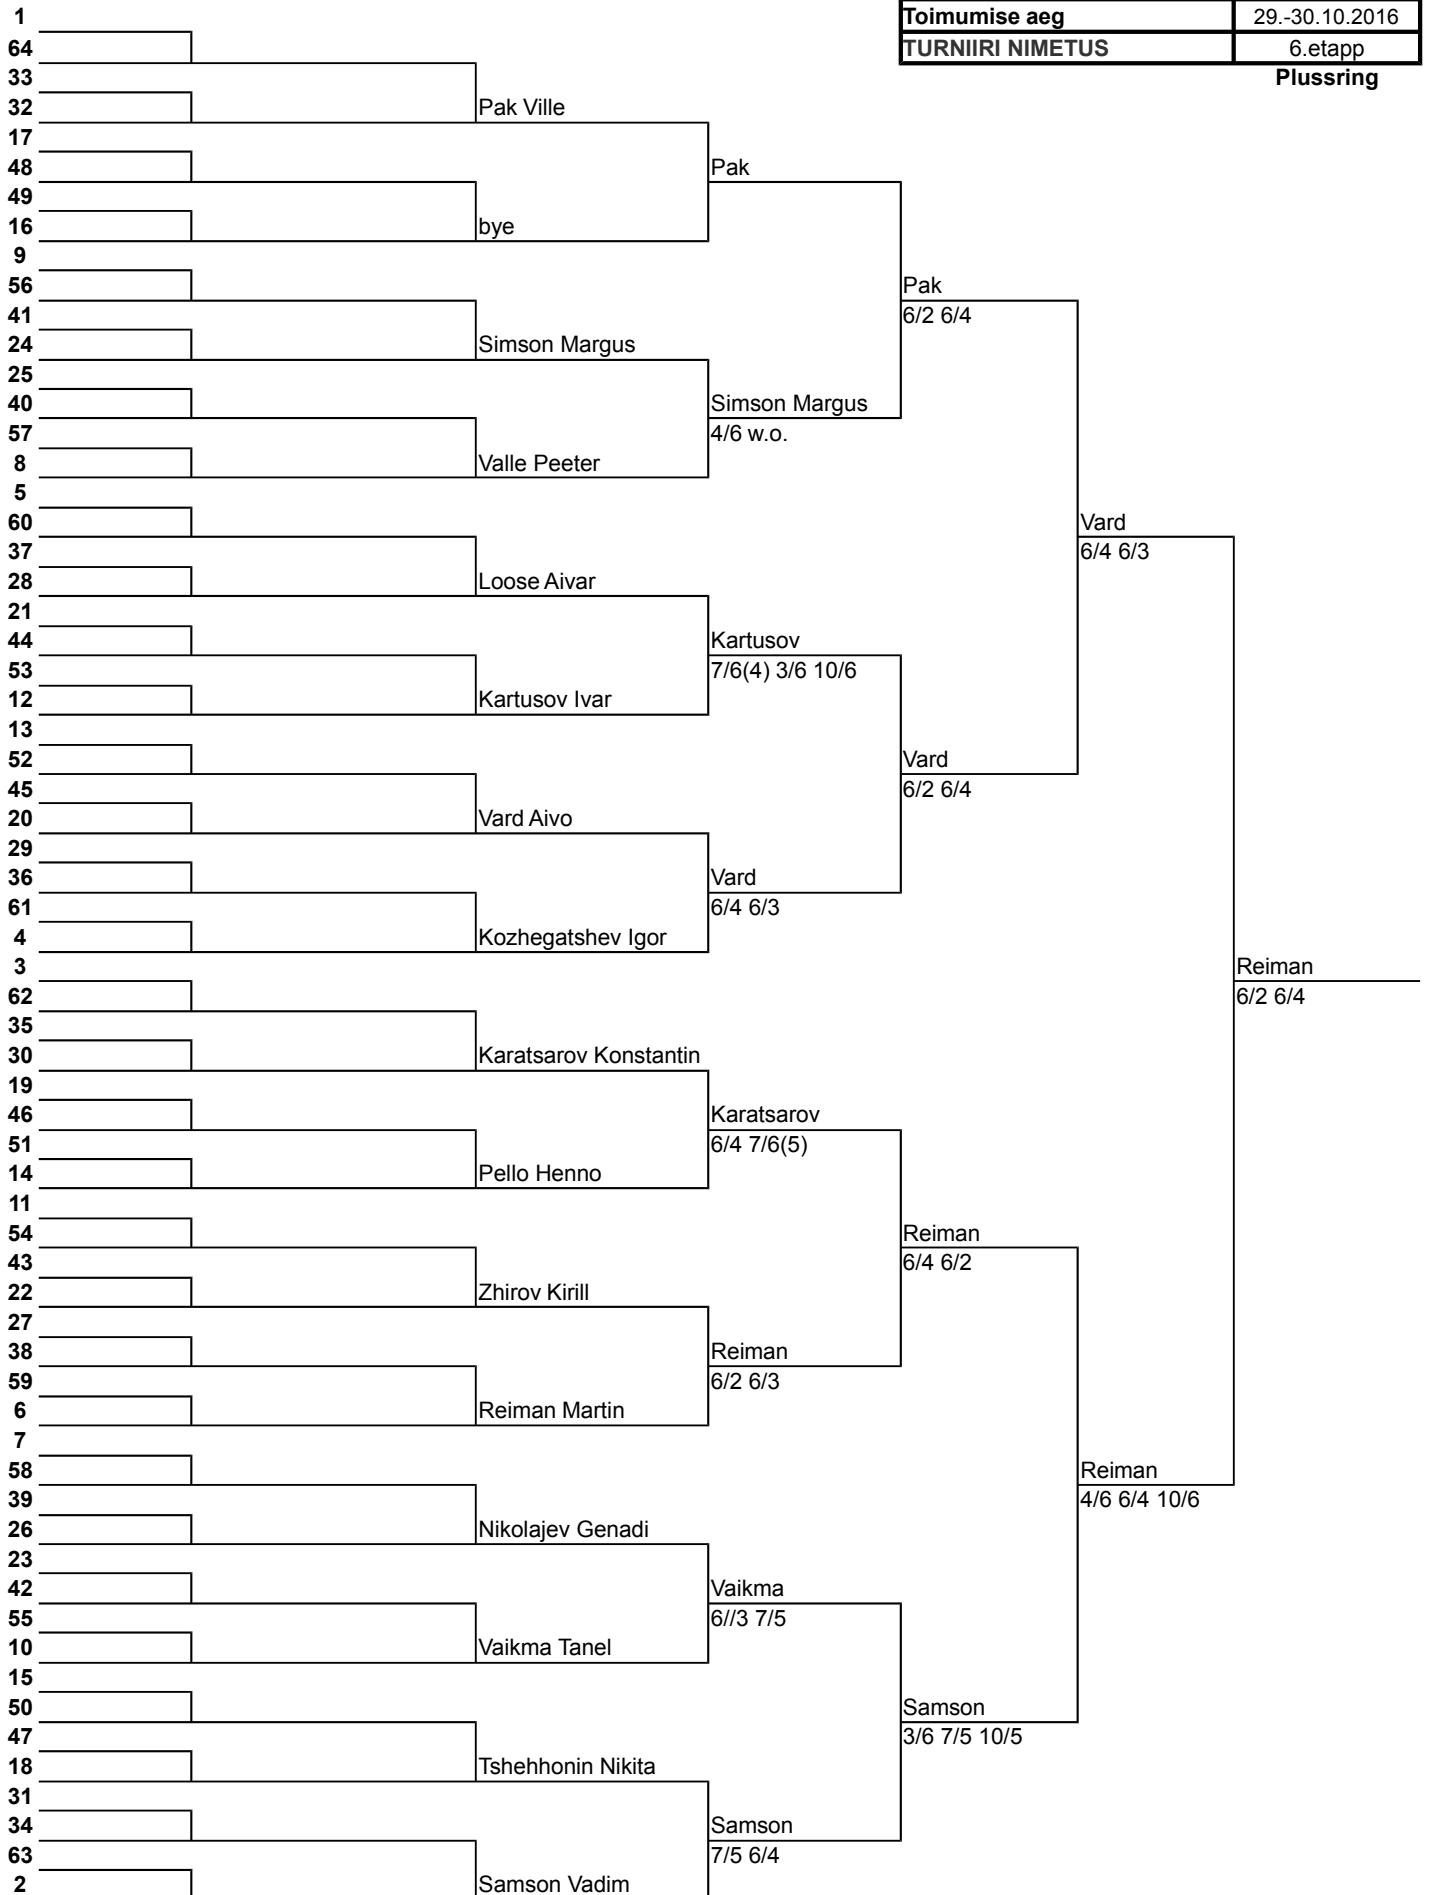 1
Toimumise aeg 29.-30.10.2016
64
TURNIIRI NIMETUS 6.etapp
33
Plussring
32
Pak Ville
17
48
Pak
49
16
bye
9
56
Pak
41
6/2 6/4
24
Simson Margus
25
40
Simson Margus
57
4/6 w.o.
8
Valle Peeter
5
60
Vard
37
6/4 6/3
28
Loose Aivar
21
44
Kartusov
53
7/6(4) 3/6 10/6
12
Kartusov Ivar
13
52
Vard
45
6/2 6/4
20
Vard Aivo
29
36
Vard
61
6/4 6/3
4
Kozhegatshev Igor
3
Reiman
62
6/2 6/4
35
30
Karatsarov Konstantin
19
46
Karatsarov
51
6/4 7/6(5)
14
Pello Henno
11
54
Reiman
43
6/4 6/2
22
Zhirov Kirill
27
38
Reiman
59
6/2 6/3
6
Reiman Martin
7
58
Reiman
39
4/6 6/4 10/6
26
Nikolajev Genadi
23
42
Vaikma
55
6//3 7/5
10
Vaikma Tanel
15
50
Samson
47
3/6 7/5 10/5
18
Tshehhonin Nikita
31
34
Samson
63
7/5 6/4
2
Samson Vadim